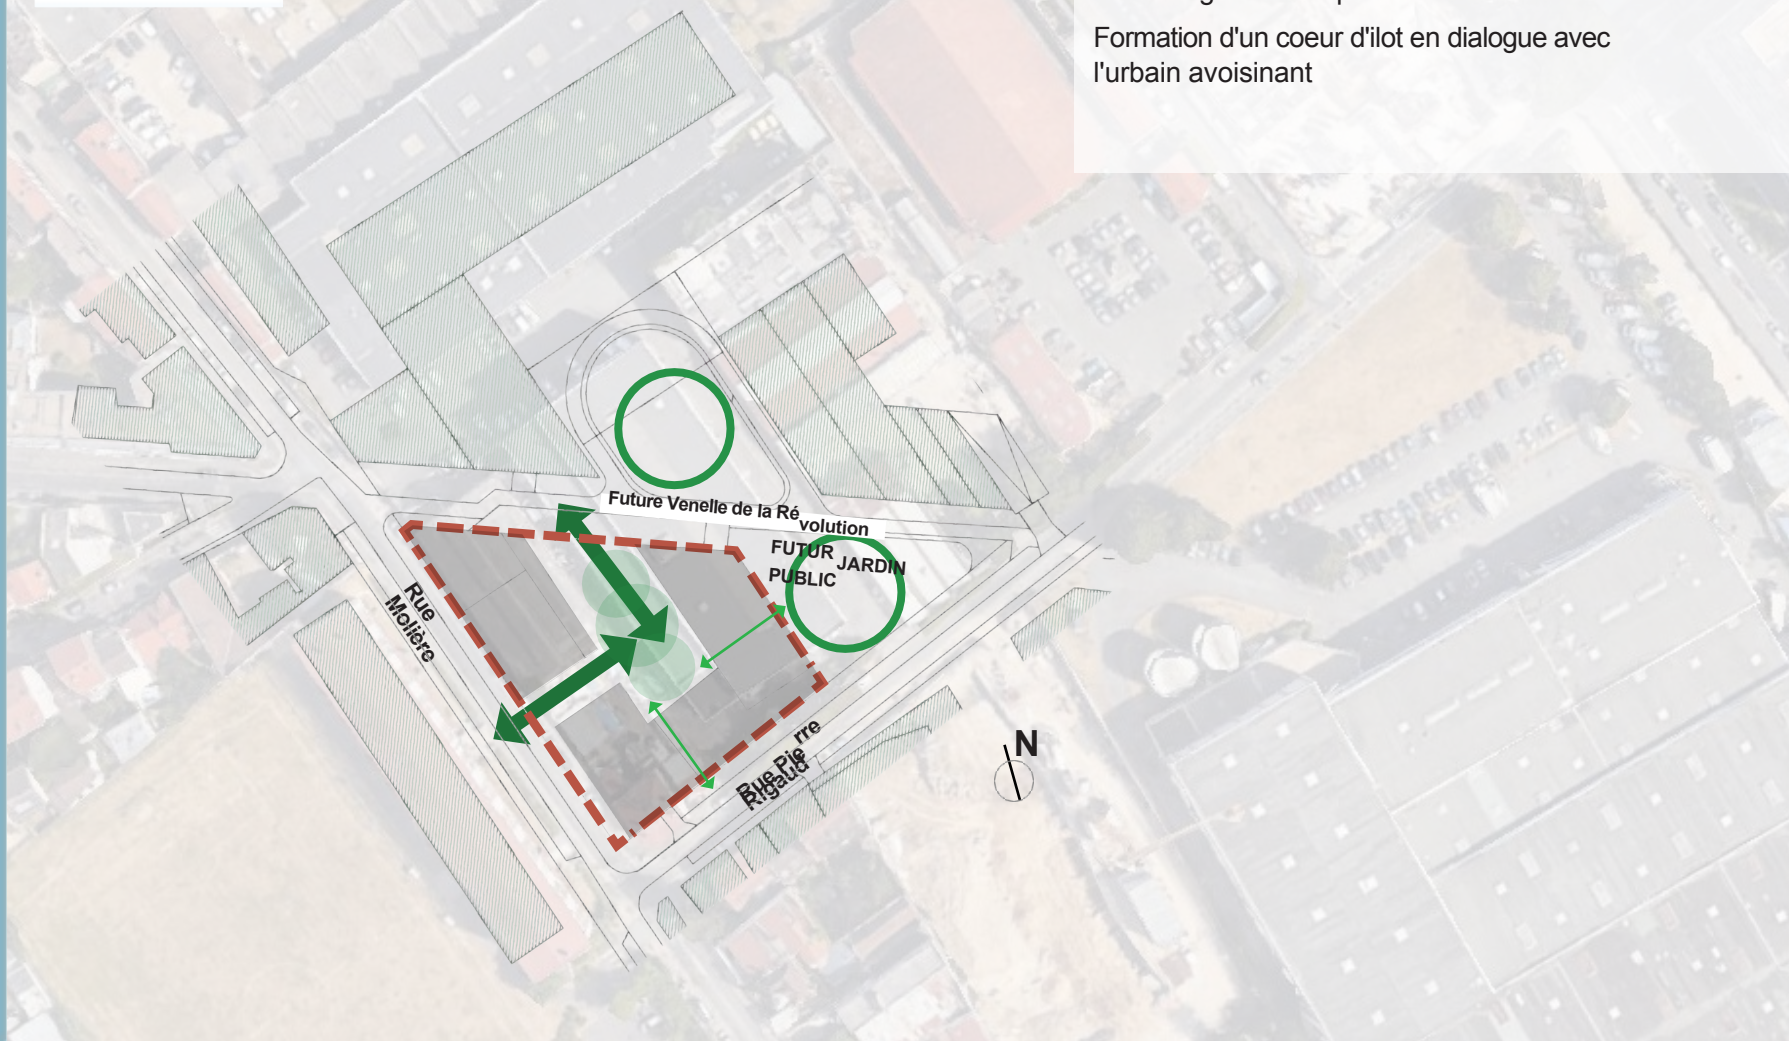 Formation d'un coeur d'ilot en dialogue avec
l'urbain avoisinant
Future Venelle de la Révolution
FUTUR JARDIN
PUBLIC
Rue
Molière
Rue Pierre
Rigaud
N